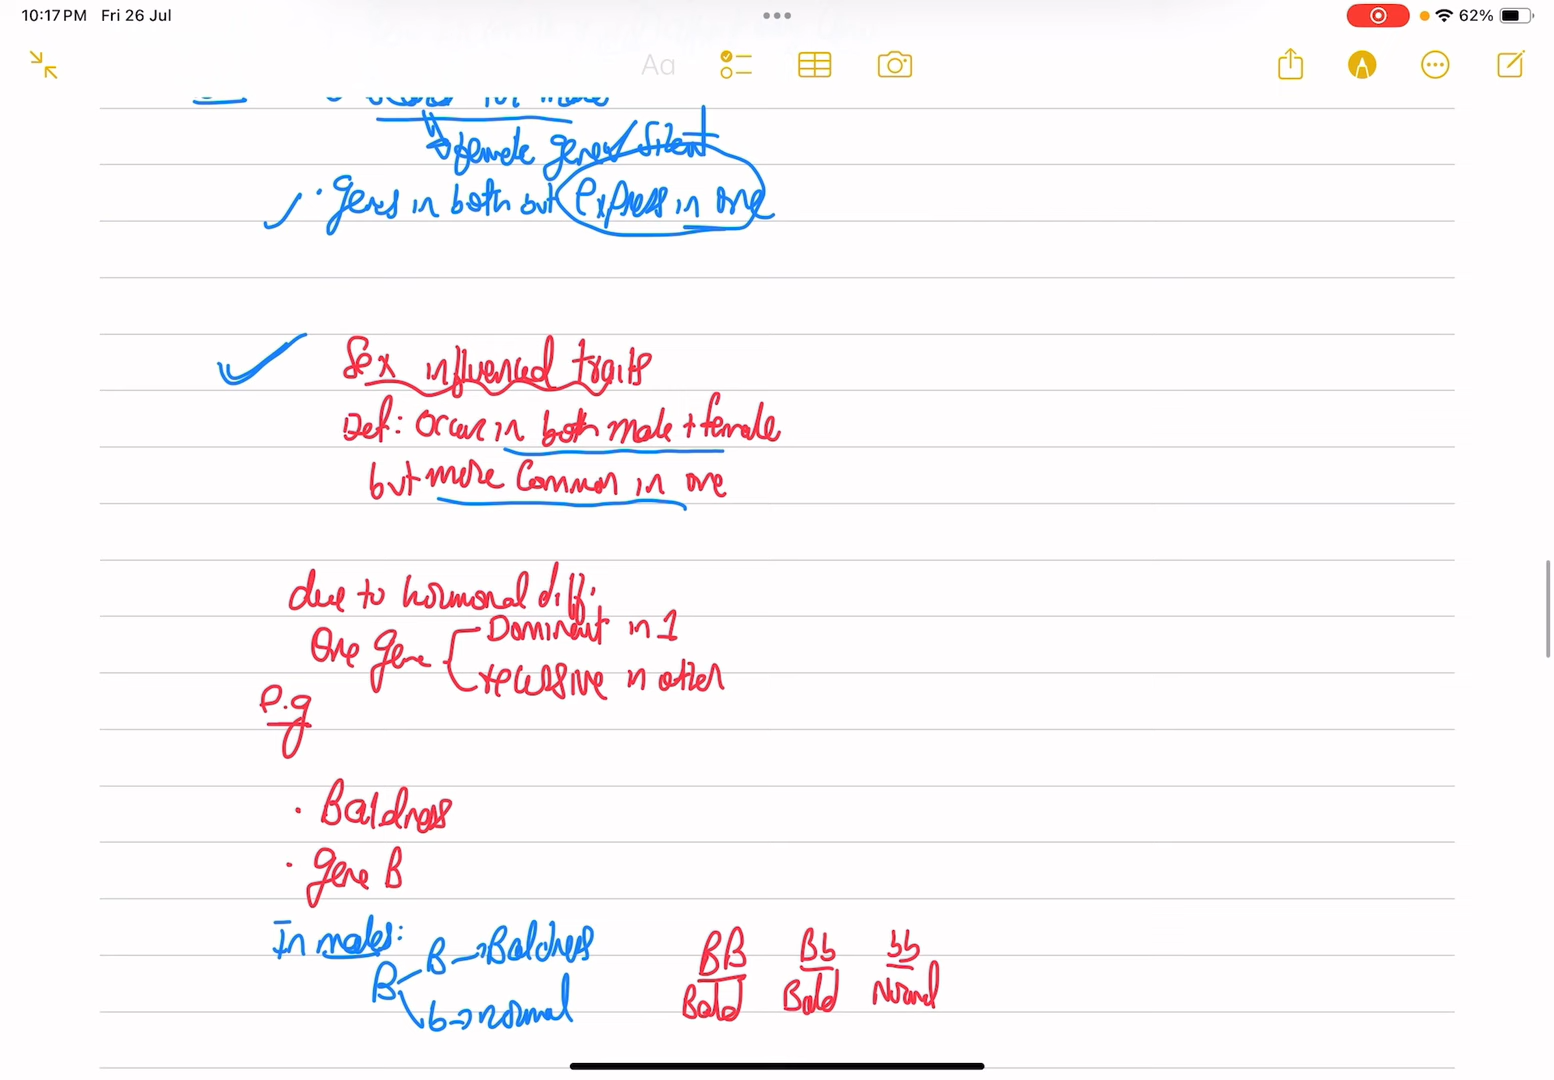 10:17 PM Fri 26 Jul
62%
Aa
female genes silent
· genes in both but express in one
Sex influenced traits
Def: Occur in both male + female
but more common in one
due to hormonal diff:
One gene Dominant in 1
recessive in other
e.g
· Baldness
· gene B
In males:
B B → Baldness
b → normal
BB Bb bb
Bald Bald Normal